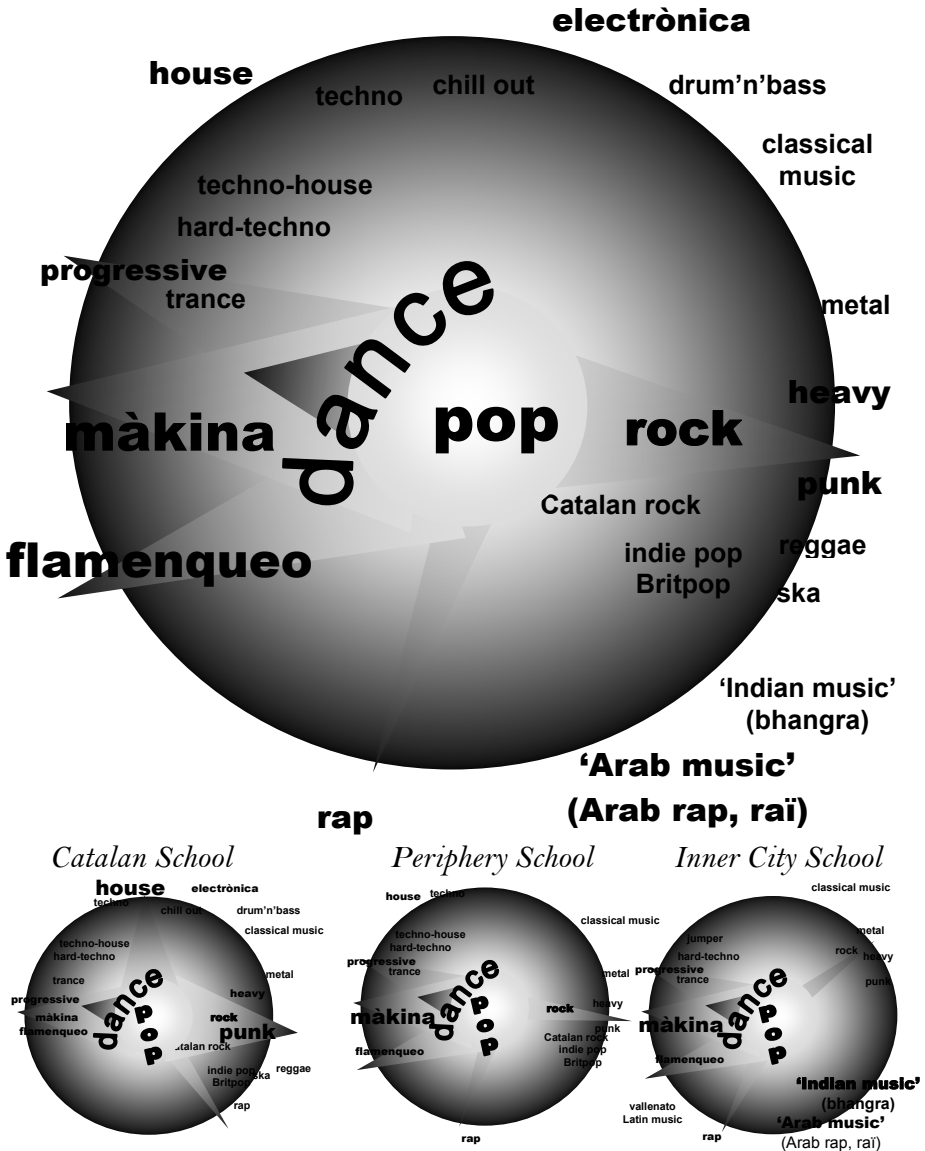 electrònica
house
techno
chill out
drum’n’bass
classical
music
techno-house
hard-techno
progressive
trance
metal
dance
heavy
màkina
pop
rock
punk
Catalan rock
flamenqueo
indie pop
Britpop
reggae
ska
‘Indian music’
(bhangra)
‘Arab music’
(Arab rap, raï)
rap
Catalan School
house
electrònica
techno
chill out
drum’n’bass
classical music
techno-house
hard-techno
trance
metal
progressive
heavy
dance
pop
màkina
flamenqueo
rock
punk
atalan rock
indie pop
Britpop
ska
reggae
rap
Periphery School
house
techno
classical music
techno-house
hard-techno
progressive
trance
metal
dance
pop
màkina
rock
heavy
punk
Catalan rock
indie pop
Britpop
flamenqueo
rap
Inner City School
classical music
jumper
metal
rock
heavy
hard-techno
progressive
trance
punk
dance
pop
màkina
flamenqueo
‘Indian music’
(bhangra)
vallenato
Latin music
‘Arab music’
(Arab rap, raï)
rap